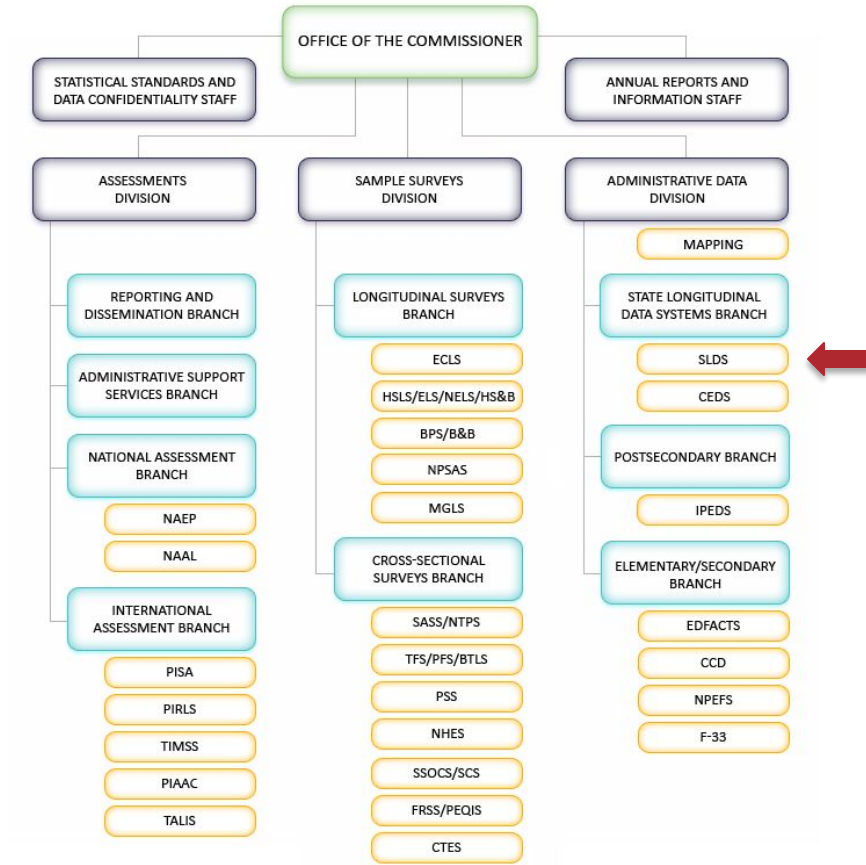 OFFICE OF THE COMMISSIONER
STATISTICAL STANDARDS AND
DATA CONFIDENTIALITY STAFF
ANNUAL REPORTS AND
INFORMATION STAFF
ASSESSMENTS
DIVISION
REPORTING AND
DISSEMINATION BRANCH
ADMINISTRATIVE SUPPORT
SERVICES BRANCH
NATIONAL ASSESSMENT
BRANCH
NAEP
NAAL
INTERNATIONAL
ASSESSMENT BRANCH
PISA
PIRLS
TIMSS
PIAAC
TALIS
SAMPLE SURVEYS
DIVISION
LONGITUDINAL SURVEYS
BRANCH
ECLS
HSLS/ELS/NELS/HS&B
BPS/B&B
NPSAS
MGLS
CROSS-SECTIONAL
SURVEYS BRANCH
SASS/NTPS
TFS/PFS/BTLS
PSS
NHES
SSOCS/SCS
FRSS/PEQIS
CTES
ADMINISTRATIVE DATA
DIVISION
MAPPING
STATE LONGITUDINAL
DATA SYSTEMS BRANCH
SLDS
CEDS
POSTSECONDARY BRANCH
IPEDS
ELEMENTARY/SECONDARY
BRANCH
EDFACTS
CCD
NPEFS
F-33